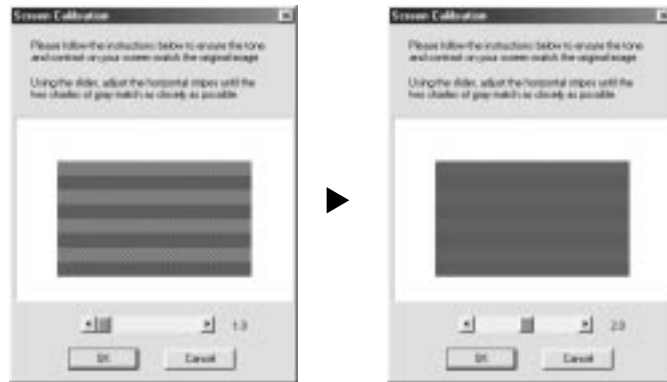 Screen Calibration
Please follow the instructions below to ensure the tone
and contrast on your screen match the original image.
Using the slider, adjust the horizontal stripes until the
two shades of gray match as closely as possible.
1.0
OK Cancel
Screen Calibration
Please follow the instructions below to ensure the tone
and contrast on your screen match the original image.
Using the slider, adjust the horizontal stripes until the
two shades of gray match as closely as possible.
OK Cancel